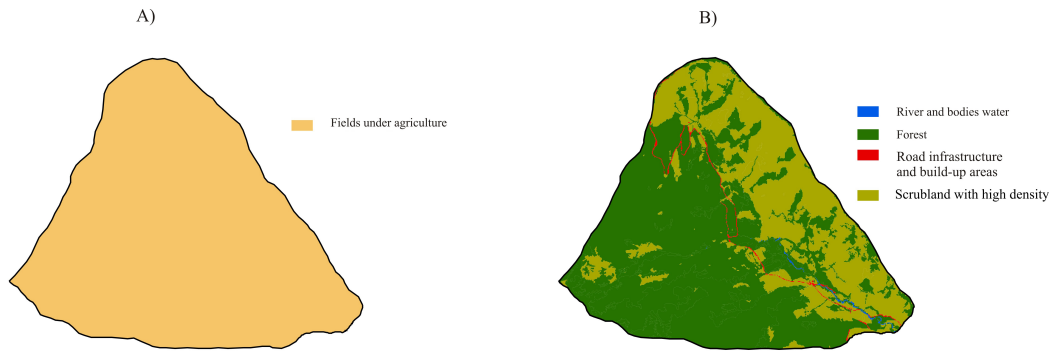 A)
Fields under agriculture
B)
River and bodies water
Forest
Road infrastructure
and build-up areas
Scrubland with high density